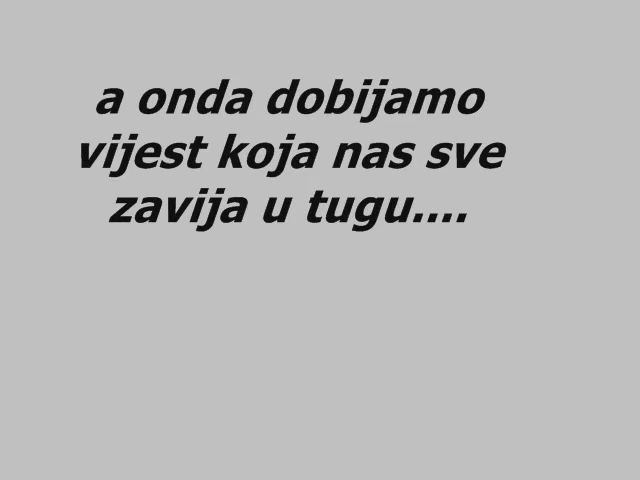 a onda dobijamo
vijest koja nas sve
zavija u tugu....